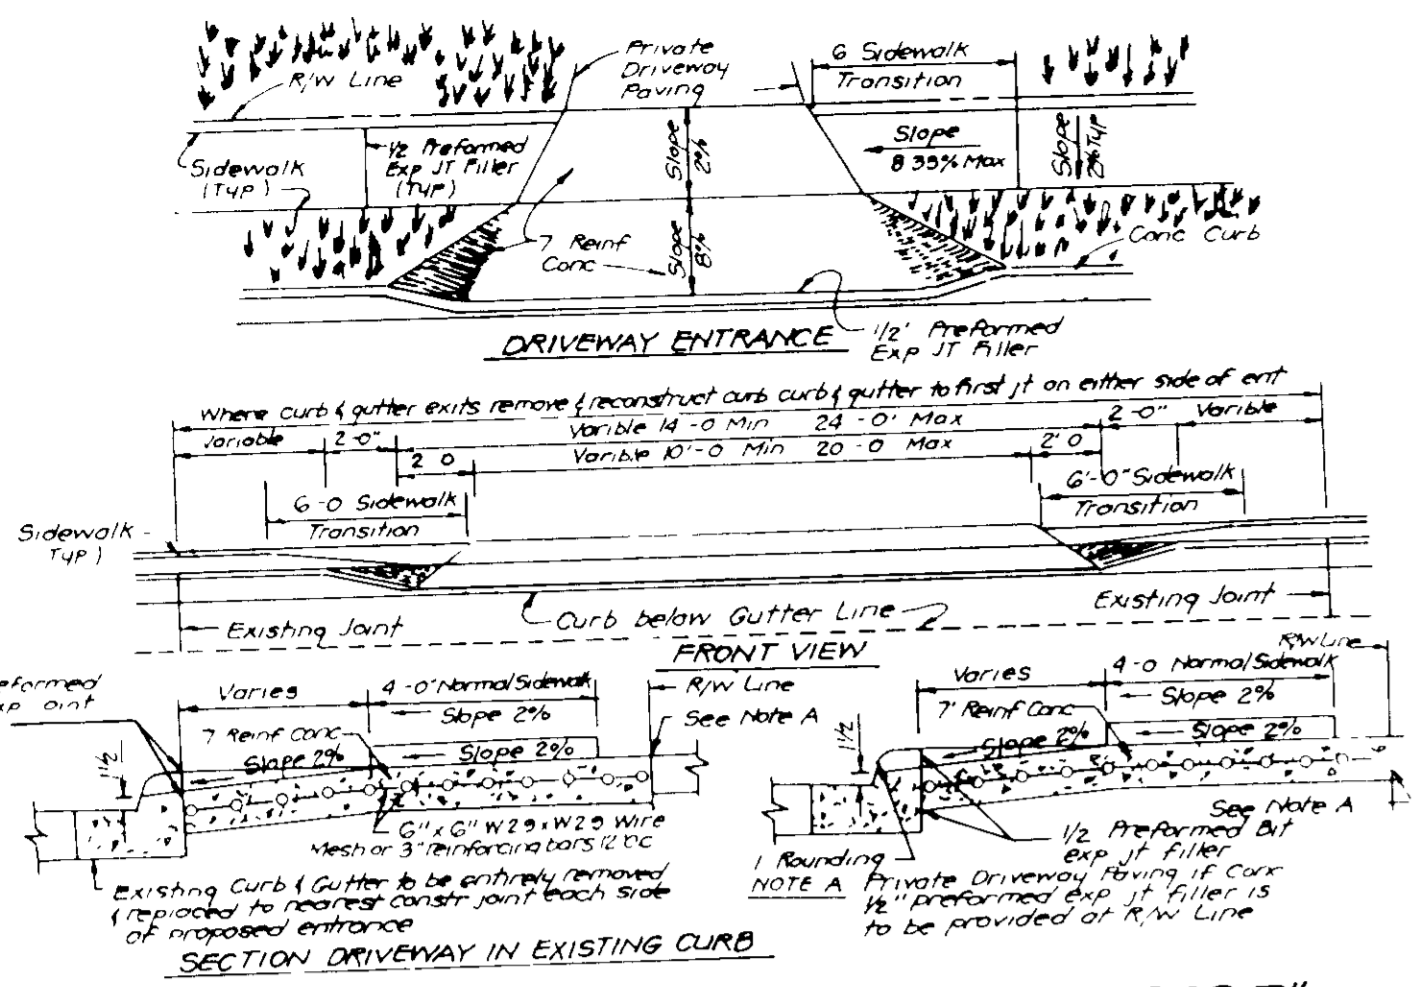 R/W Line
Private
Driveway
Paving
6 Sidewalk
Transition
Sidewalk
(Typ)
1/2 Preformed
Exp JT Filler
(Typ)
Slope
2%
Slope
8 33% Max
Slope
2% Typ
7 Reinf
Conc
Slope
8%
Conc Curb
DRIVEWAY ENTRANCE
1/2' Preformed
Exp JT Filler
Where curb & gutter exits remove & reconstruct curb curb & gutter to first jt on either side of ent
Variable
2-0"
Varible 14-0 Min 24-0' Max
2-0"
Varible
2 0
Varible 10'-0 Min 20-0 Max
2' 0
6-0 Sidewalk
Transition
6'-0" Sidewalk
Transition
Sidewalk
Typ)
Existing Joint
Curb below Gutter Line
Existing Joint
FRONT VIEW
eformed
xp oint
Varies
4-0' Normal Sidewalk
R/W Line
Slope 2%
See Note A
7 Reinf Conc
Slope 2%
Slope 2%
1 1/2
6" x 6" W29 x W29 Wire
Mesh or 3" reinforcing bars 12"OC
Existing Curb & Gutter to be entirely removed
& replaced to nearest constr joint each side
of proposed entrance
SECTION DRIVEWAY IN EXISTING CURB
R/W Line
Varies
4-0 Normal Sidewalk
Slope 2%
7' Reinf Conc
Slope 2%
Slope 2%
1 1/2
6
See Note A
1/2 Preformed Bit
exp jt filler
1 Rounding
NOTE A Private Driveway Paving if Conc
1/2" preformed exp jt filler is
to be provided at R/W Line